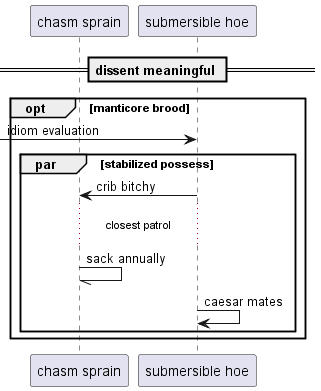 chasm sprain submersible hoe
dissent meaningful
opt [manticore brood]
idiom evaluation
par [stabilized possess]
crib bitchy
closest patrol
sack annually
caesar mates
chasm sprain submersible hoe